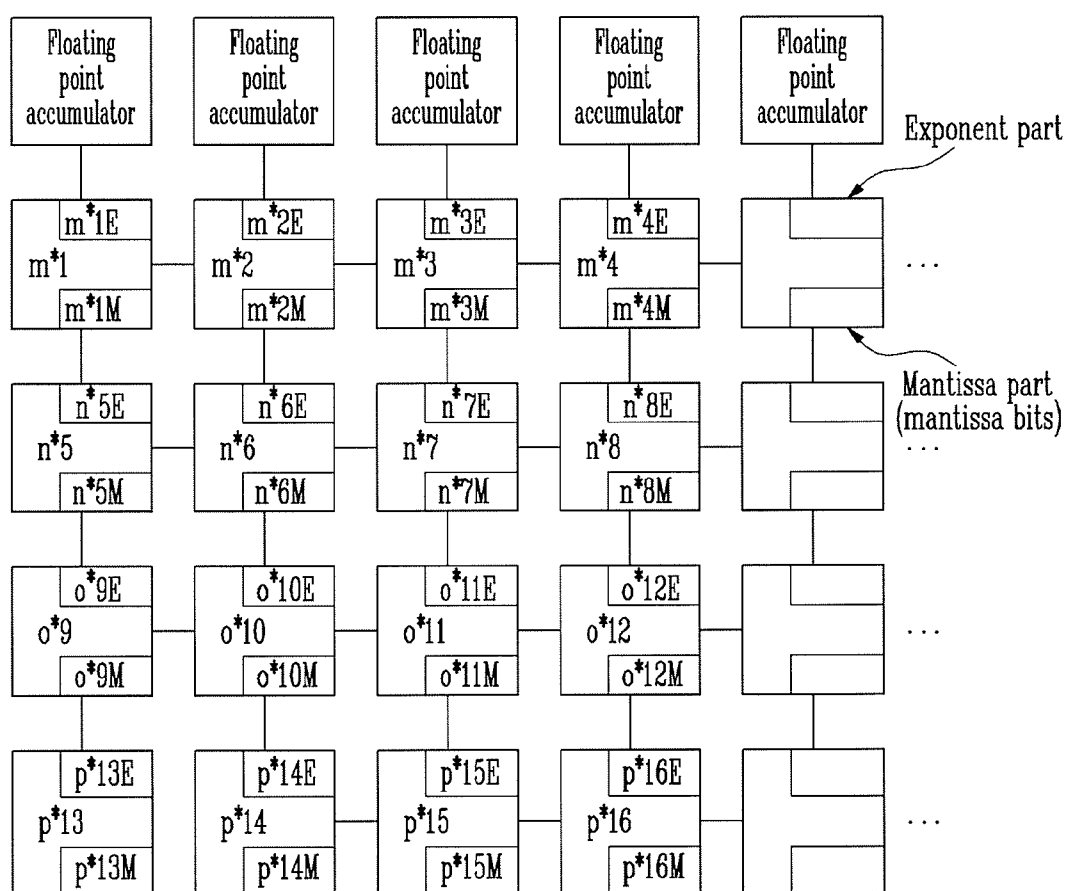 Floating point accumulator
Floating point accumulator
Floating point accumulator
Floating point accumulator
Floating point accumulator
Exponent part
m*1E
m*2E
m*3E
m*4E
m*1
m*2
m*3
m*4
...
m*1M
m*2M
m*3M
m*4M
Mantissa part
(mantissa bits)
n*5E
n*6E
n*7E
n*8E
n*5
n*6
n*7
n*8
...
n*5M
n*6M
n*7M
n*8M
o*9E
o*10E
o*11E
o*12E
o*9
o*10
o*11
o*12
...
o*9M
o*10M
o*11M
o*12M
p*13E
p*14E
p*15E
p*16E
p*13
p*14
p*15
p*16
...
p*13M
p*14M
p*15M
p*16M